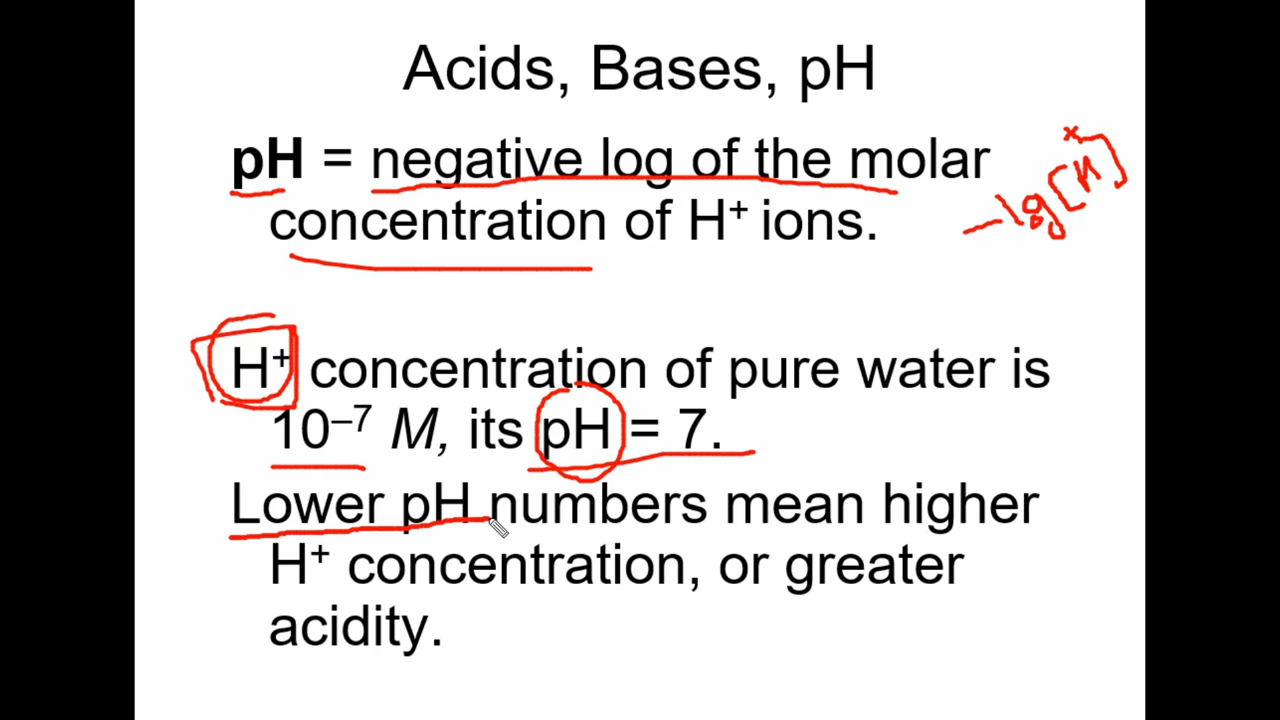 Acids, Bases, pH
pH = negative log of the molar
concentration of H⁺ ions.
-log[H⁺]
H⁺ concentration of pure water is
10⁻⁷ M, its pH = 7.
Lower pH numbers mean higher
H⁺ concentration, or greater
acidity.